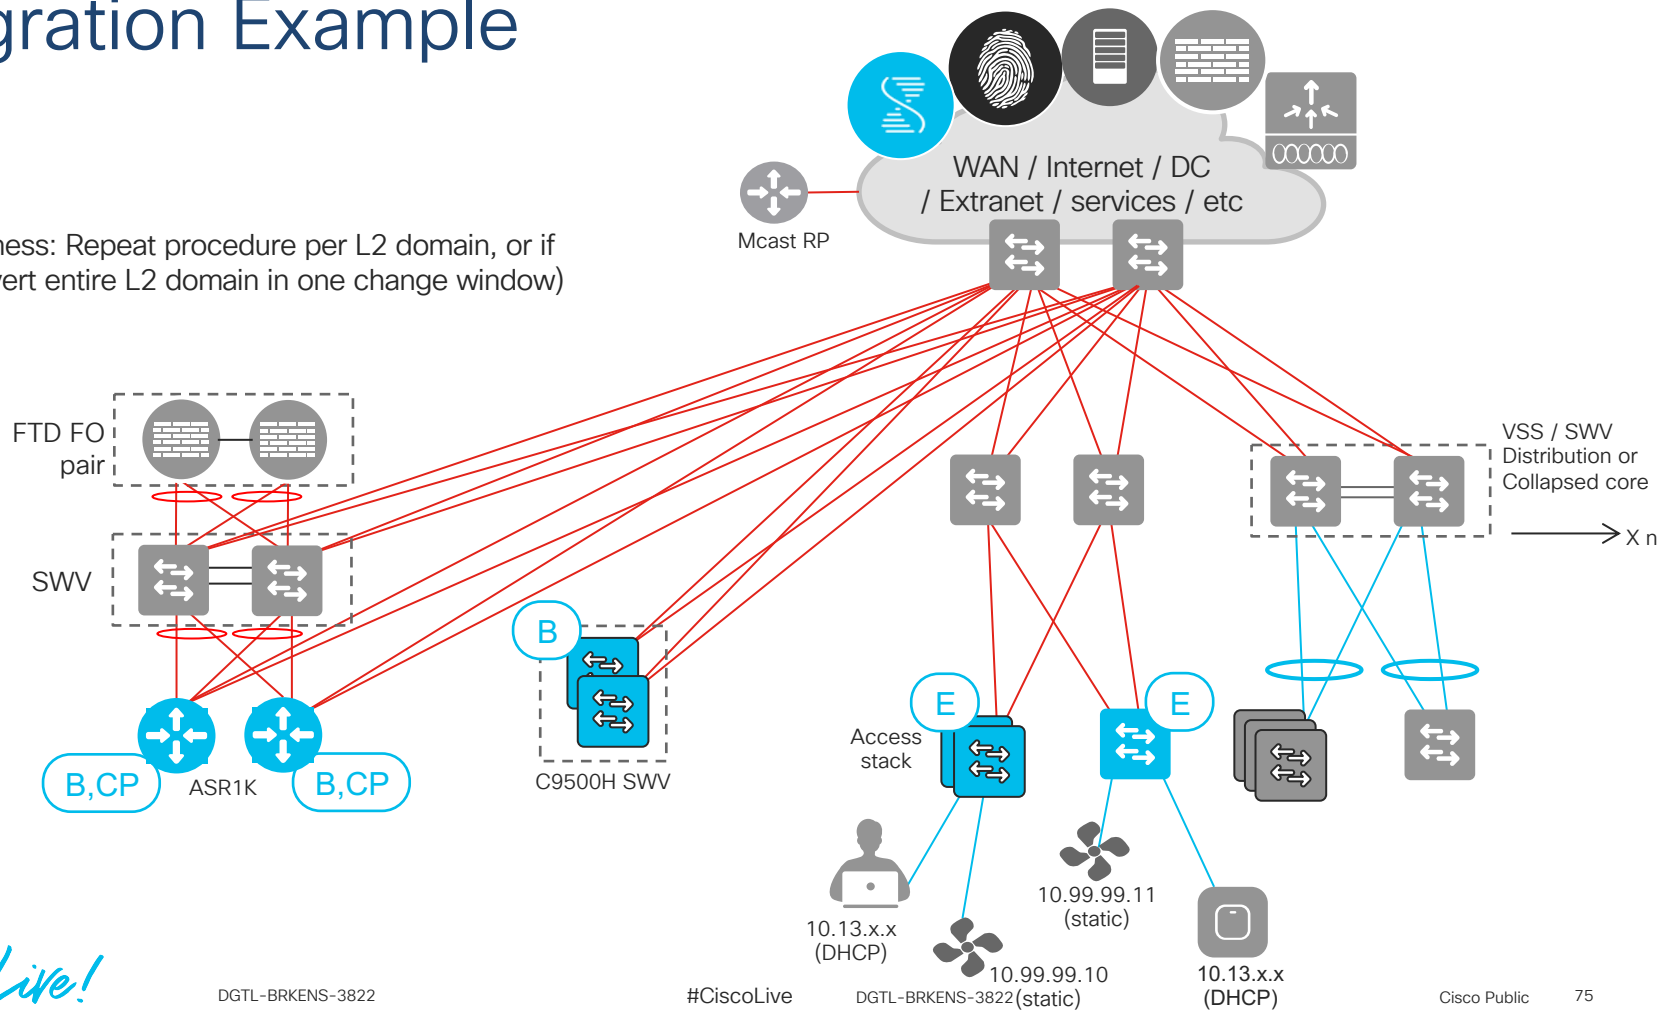 gration Example
ness: Repeat procedure per L2 domain, or if
vert entire L2 domain in one change window)
WAN / Internet / DC
/ Extranet / services / etc
Mcast RP
FTD FO
pair
SWV
B,CP
ASR1K
B,CP
B
C9500H SWV
VSS / SWV
Distribution or
Collapsed core
X n
E
E
Access
stack
10.13.x.x
(DHCP)
10.99.99.10
(static)
10.99.99.11
(static)
10.13.x.x
(DHCP)
Live!
DGTL-BRKENS-3822
#CiscoLive
DGTL-BRKENS-3822
Cisco Public
75